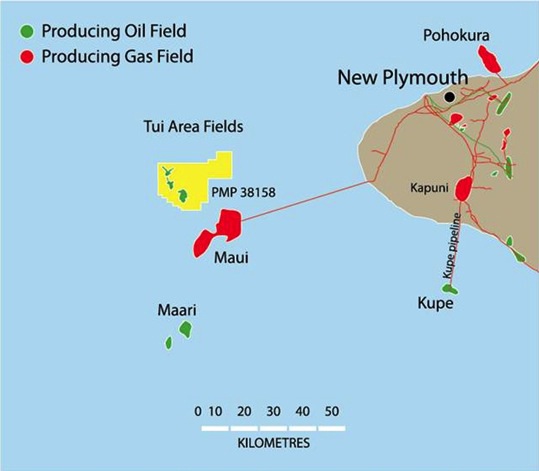 Producing Oil Field
Producing Gas Field
Pohokura
New Plymouth
Tui Area Fields
PMP 38158
Kapuni
Maui
Kupe pipeline
Kupe
Maari
0 10 20 30 40 50
KILOMETRES